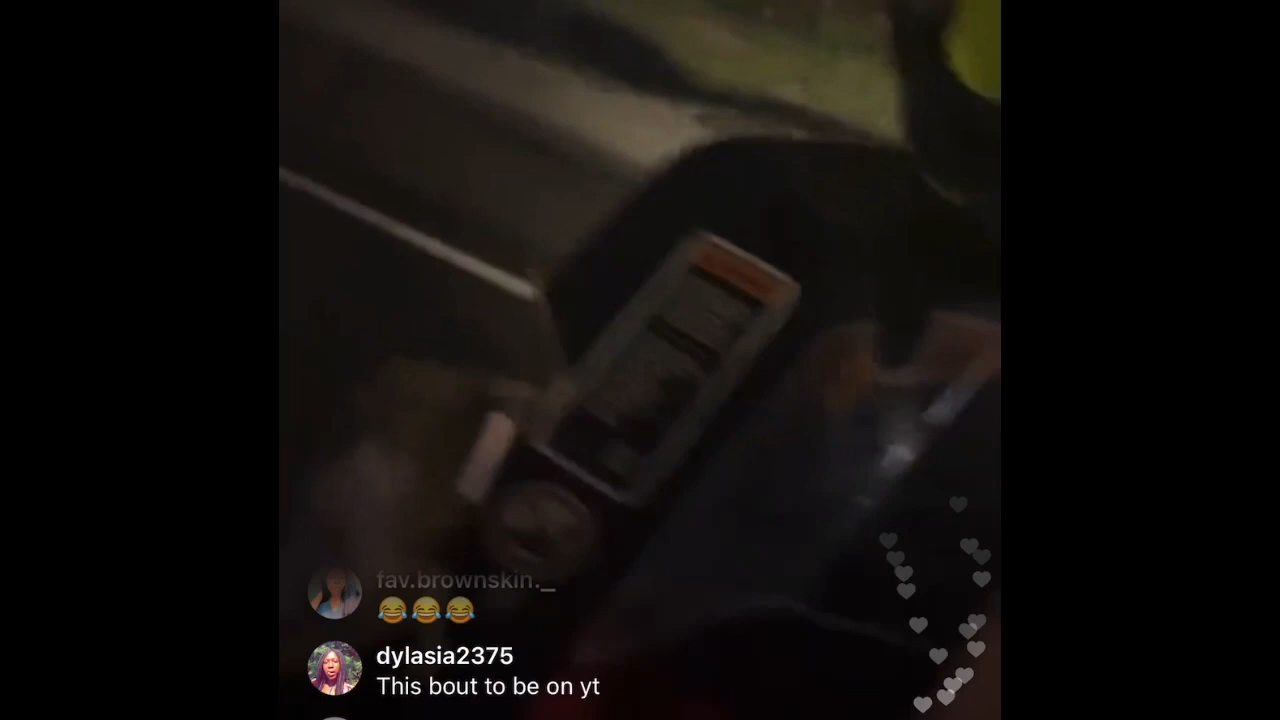 fav.brownskin._
😂😂😂
dylasia2375
This bout to be on yt